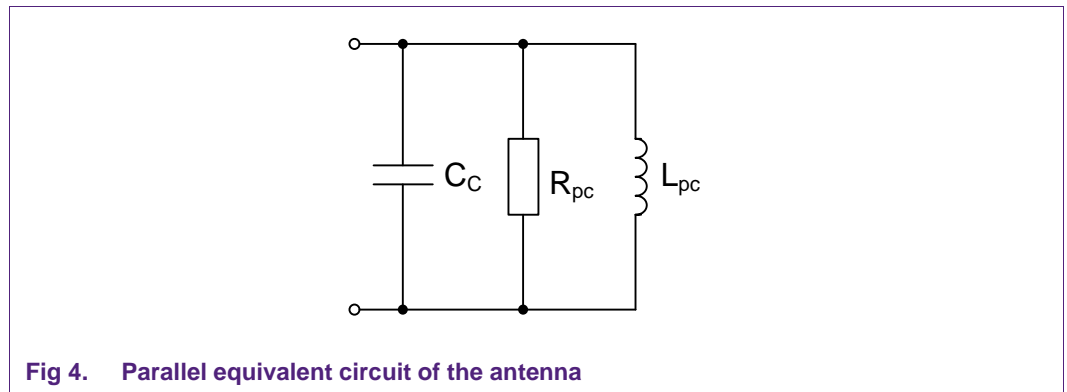 C_C
R_pc
L_pc
Fig 4. Parallel equivalent circuit of the antenna